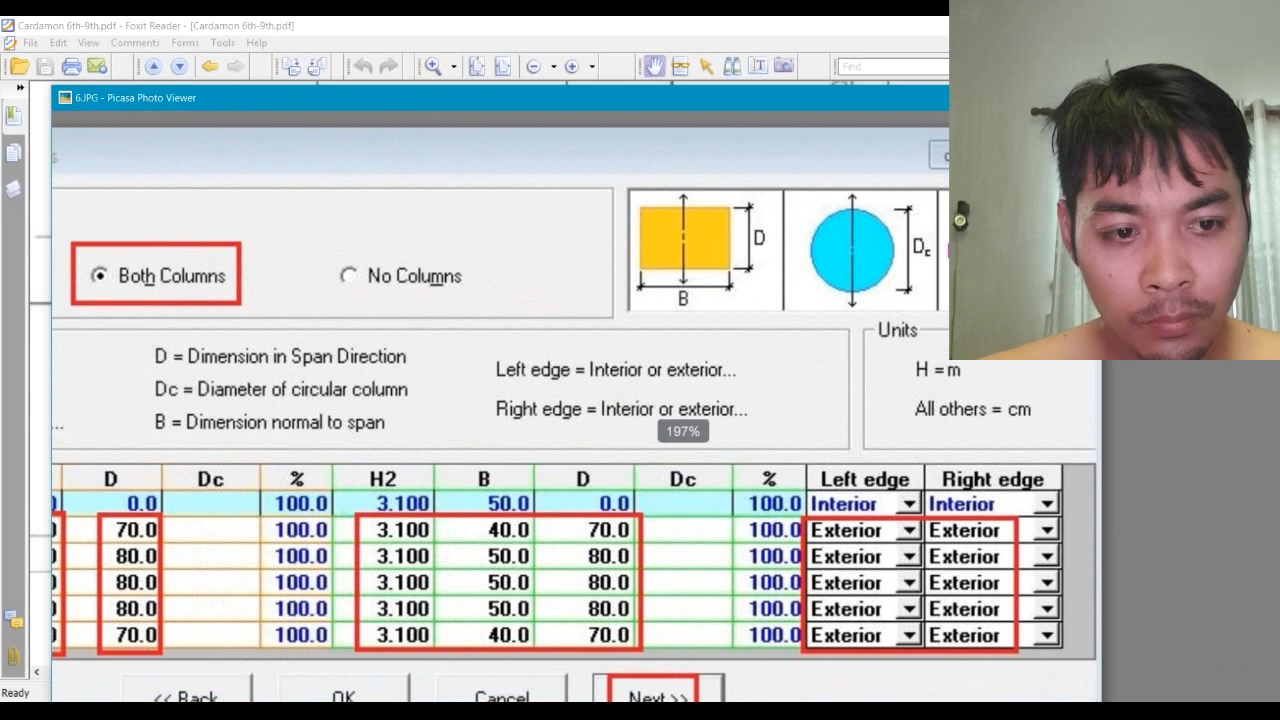 Cardamon 6th-9th.pdf - Foxit Reader - [Cardamon 6th-9th.pdf]
File Edit View Comments Forms Tools Help
Find
6.JPG - Picasa Photo Viewer
Both Columns
No Columns
D
B
Dc
D = Dimension in Span Direction
Dc = Diameter of circular column
B = Dimension normal to span
Left edge = Interior or exterior...
Right edge = Interior or exterior...
197%
Units
H = m
All others = cm
D Dc % H2 B D Dc % Left edge Right edge
0.0 100.0 3.100 50.0 0.0 100.0 Interior Interior
70.0 100.0 3.100 40.0 70.0 100.0 Exterior Exterior
80.0 100.0 3.100 50.0 80.0 100.0 Exterior Exterior
80.0 100.0 3.100 50.0 80.0 100.0 Exterior Exterior
80.0 100.0 3.100 50.0 80.0 100.0 Exterior Exterior
70.0 100.0 3.100 40.0 70.0 100.0 Exterior Exterior
<< Back OK Cancel Next >>
Ready